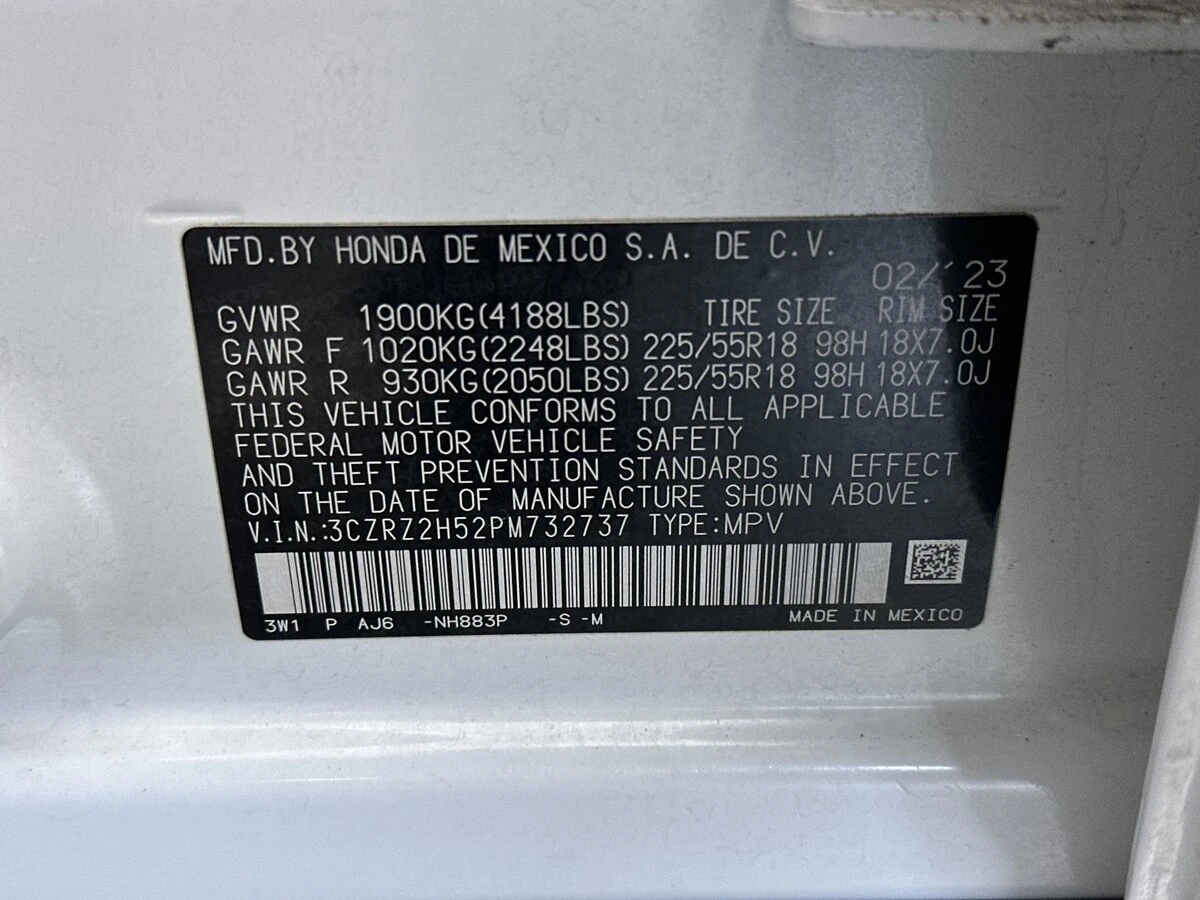 MFD.BY HONDA DE MEXICO S.A. DE C.V.
02/'23
GVWR 1900KG(4188LBS) TIRE SIZE RIM SIZE
GAWR F 1020KG(2248LBS) 225/55R18 98H 18X7.0J
GAWR R 930KG(2050LBS) 225/55R18 98H 18X7.0J
THIS VEHICLE CONFORMS TO ALL APPLICABLE
FEDERAL MOTOR VEHICLE SAFETY
AND THEFT PREVENTION STANDARDS IN EFFECT
ON THE DATE OF MANUFACTURE SHOWN ABOVE.
V.I.N.:3CZRZ2H52PM732737 TYPE:MPV
3W1 P AJ6 -NH883P -S -M MADE IN MEXICO